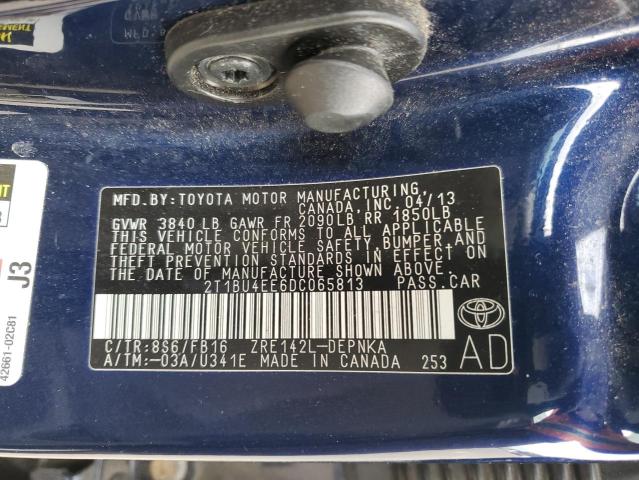 MFD.BY:TOYOTA MOTOR MANUFACTURING,
CANADA,INC. 04/13
GVWR 3840 LB GAWR FR 2090LB RR 1850LB
THIS VEHICLE CONFORMS TO ALL APPLICABLE
FEDERAL MOTOR VEHICLE SAFETY,BUMPER,AND
THEFT PREVENTION STANDARDS IN EFFECT ON
THE DATE OF MANUFACTURE SHOWN ABOVE.
2T1BU4EE6DC065813 PASS.CAR
C/TR:8S6/FB16 ZRE142L-DEPNKA
A/TM:-03A/U341E MADE IN CANADA 253
AD
J3
42661-02C81